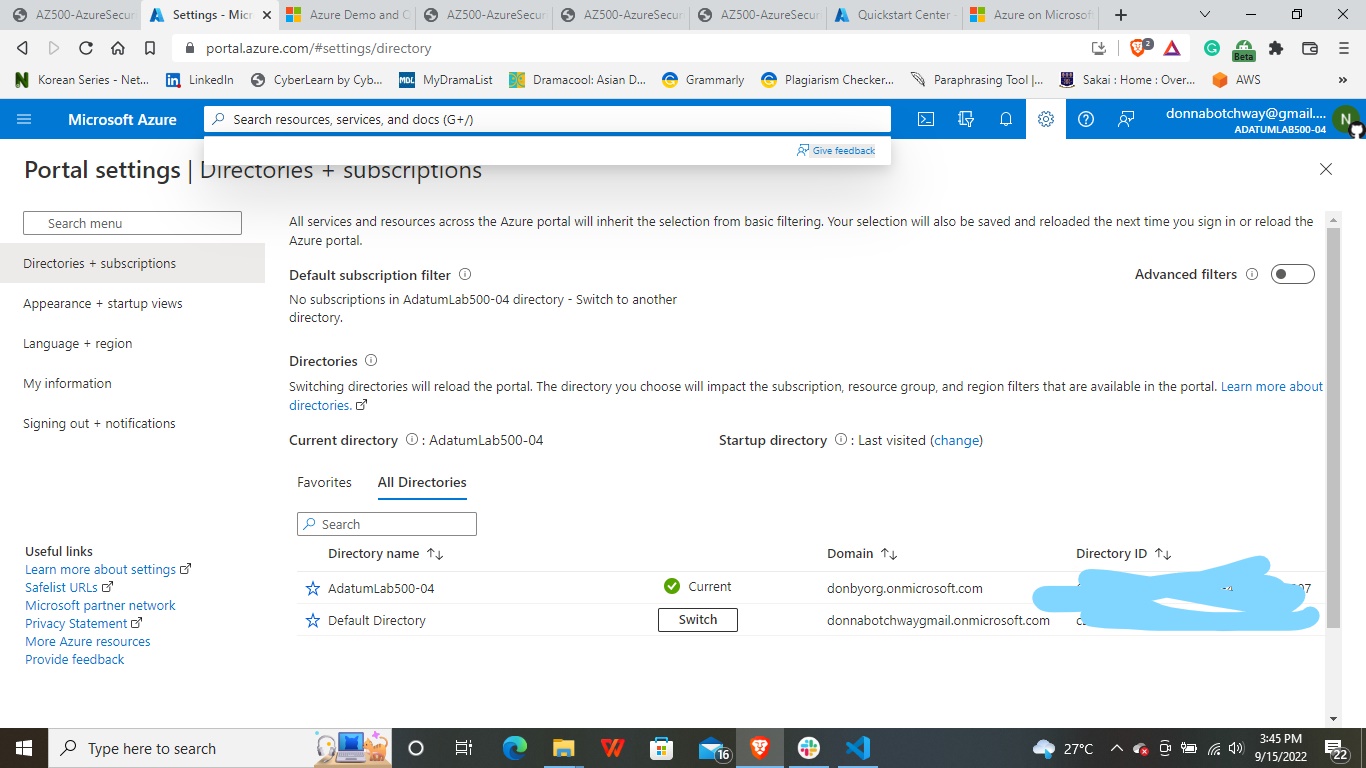 AZ500-AzureSecur
Settings - Micr
Azure Demo and Q
AZ500-AzureSecur
AZ500-AzureSecur
AZ500-AzureSecur
Quickstart Center -
Azure on Microsof
portal.azure.com/#settings/directory
2
Beta
Korean Series - Net...
LinkedIn
CyberLearn by Cyb...
MDL MyDramaList
Dramacool: Asian D...
Grammarly
Plagiarism Checker...
Paraphrasing Tool |...
Sakai : Home : Over...
AWS
»
Microsoft Azure
Search resources, services, and docs (G+/)
donnabotchway@gmail....
ADATUMLAB500-04
N
Give feedback
Portal settings | Directories + subscriptions
Search menu
Directories + subscriptions
Appearance + startup views
Language + region
My information
Signing out + notifications
Useful links
Learn more about settings
Safelist URLs
Microsoft partner network
Privacy Statement
More Azure resources
Provide feedback
All services and resources across the Azure portal will inherit the selection from basic filtering. Your selection will also be saved and reloaded the next time you sign in or reload the
Azure portal.
Default subscription filter
Advanced filters
No subscriptions in AdatumLab500-04 directory - Switch to another
directory.
Directories
Switching directories will reload the portal. The directory you choose will impact the subscription, resource group, and region filters that are available in the portal. Learn more about
directories.
Current directory : AdatumLab500-04
Startup directory : Last visited (change)
Favorites
All Directories
Search
Directory name
Domain
Directory ID
AdatumLab500-04
Current
donbyorg.onmicrosoft.com
Default Directory
Switch
donnabotchwaygmail.onmicrosoft.com
Type here to search
16
27°C
3:45 PM
9/15/2022
22